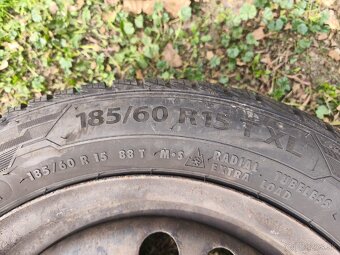 185/60 R15 T XL
185/60 R 15 88 T M+S RADIAL TUBELESS
EXTRA LOAD